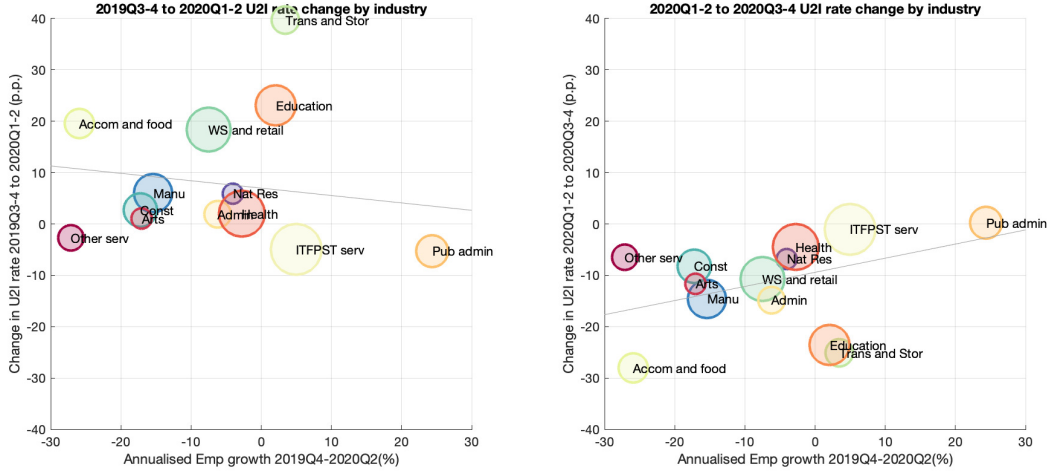 2019Q3-4 to 2020Q1-2 U2I rate change by industry
Change in U2I rate 2019Q3-4 to 2020Q1-2 (p.p.)
40
30
20
10
0
-10
-20
-30
-40
Trans and Stor
Education
Accom and food
WS and retail
Manu
Nat Res
Const
Arts
Admin
Health
Other serv
ITFPST serv
Pub admin
-30
-20
-10
0
10
20
30
Annualised Emp growth 2019Q4-2020Q2(%)
2020Q1-2 to 2020Q3-4 U2I rate change by industry
Change in U2I rate 2020Q1-2 to 2020Q3-4 (p.p.)
40
30
20
10
0
-10
-20
-30
-40
Pub admin
ITFPST serv
Health
Nat Res
Other serv
Const
WS and retail
Arts
Manu
Admin
Education
Trans and Stor
Accom and food
-30
-20
-10
0
10
20
30
Annualised Emp growth 2019Q4-2020Q2(%)